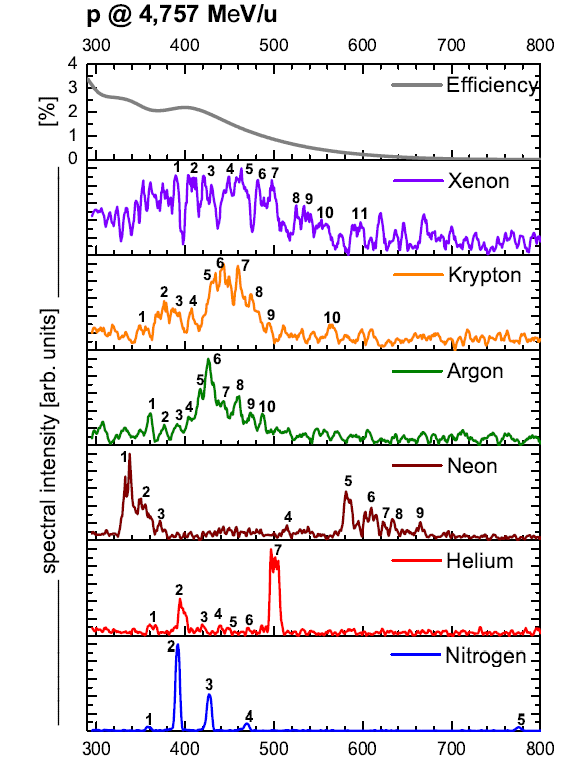 p @ 4,757 MeV/u
300 400 500 600 700 800
4
3
2
1
0
[%]
Efficiency
spectral intensity [arb. units]
Xenon
1 2 3 4 5 6 7 8 9 10 11
Krypton
1 2 3 4 5 6 7 8 9 10
Argon
1 2 3 4 5 6 7 8 9 10
Neon
1 2 3 4 5 6 7 8 9
Helium
1 2 3 4 5 6 7
Nitrogen
1 2 3 4 5
300 400 500 600 700 800